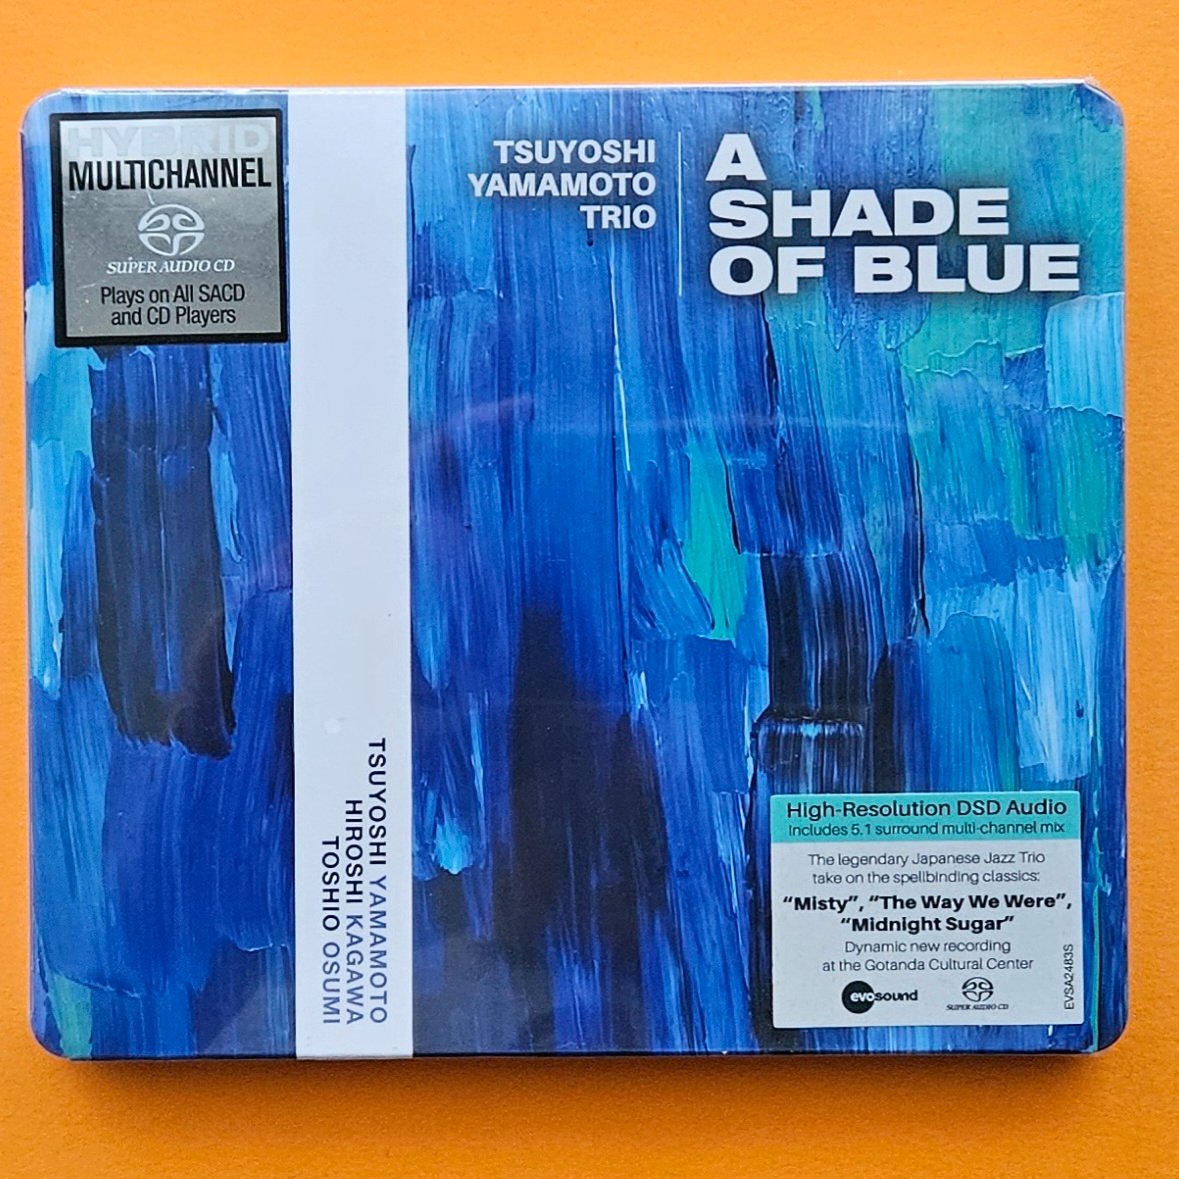 HYBRID
MULTICHANNEL
SUPER AUDIO CD
Plays on All SACD
and CD Players
TSUYOSHI
YAMAMOTO
TRIO
A
SHADE
OF BLUE
TSUYOSHI YAMAMOTO
HIROSHI KAGAWA
TOSHIO OSUMI
High-Resolution DSD Audio
Includes 5.1 surround multi-channel mix
The legendary Japanese Jazz Trio
take on the spellbinding classics:
“Misty”, “The Way We Were”,
“Midnight Sugar”
Dynamic new recording
at the Gotanda Cultural Center
evosound
SUPER AUDIO CD
EVSA2483S